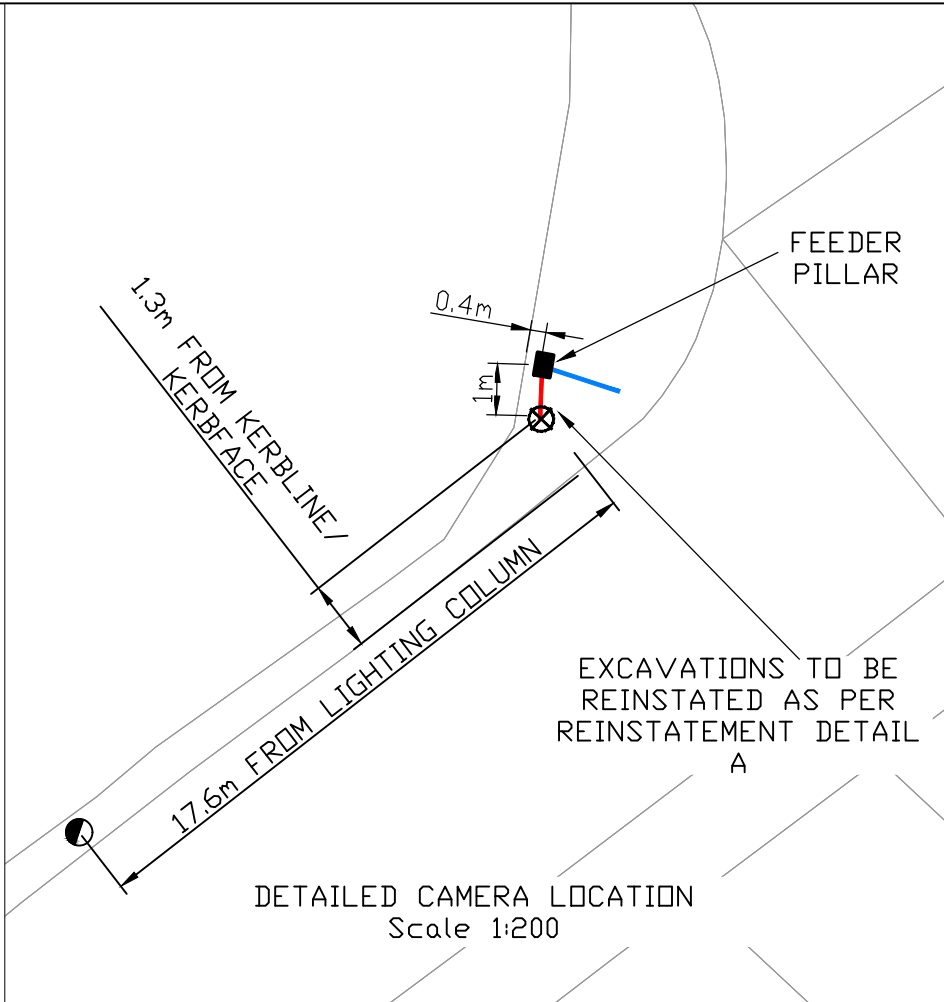 FEEDER
PILLAR
0.4m
1.3m FROM KERBLINE/
KERBFACE
1m
17.6m FROM LIGHTING COLUMN
EXCAVATIONS TO BE
REINSTATED AS PER
REINSTATEMENT DETAIL
A
DETAILED CAMERA LOCATION
Scale 1:200